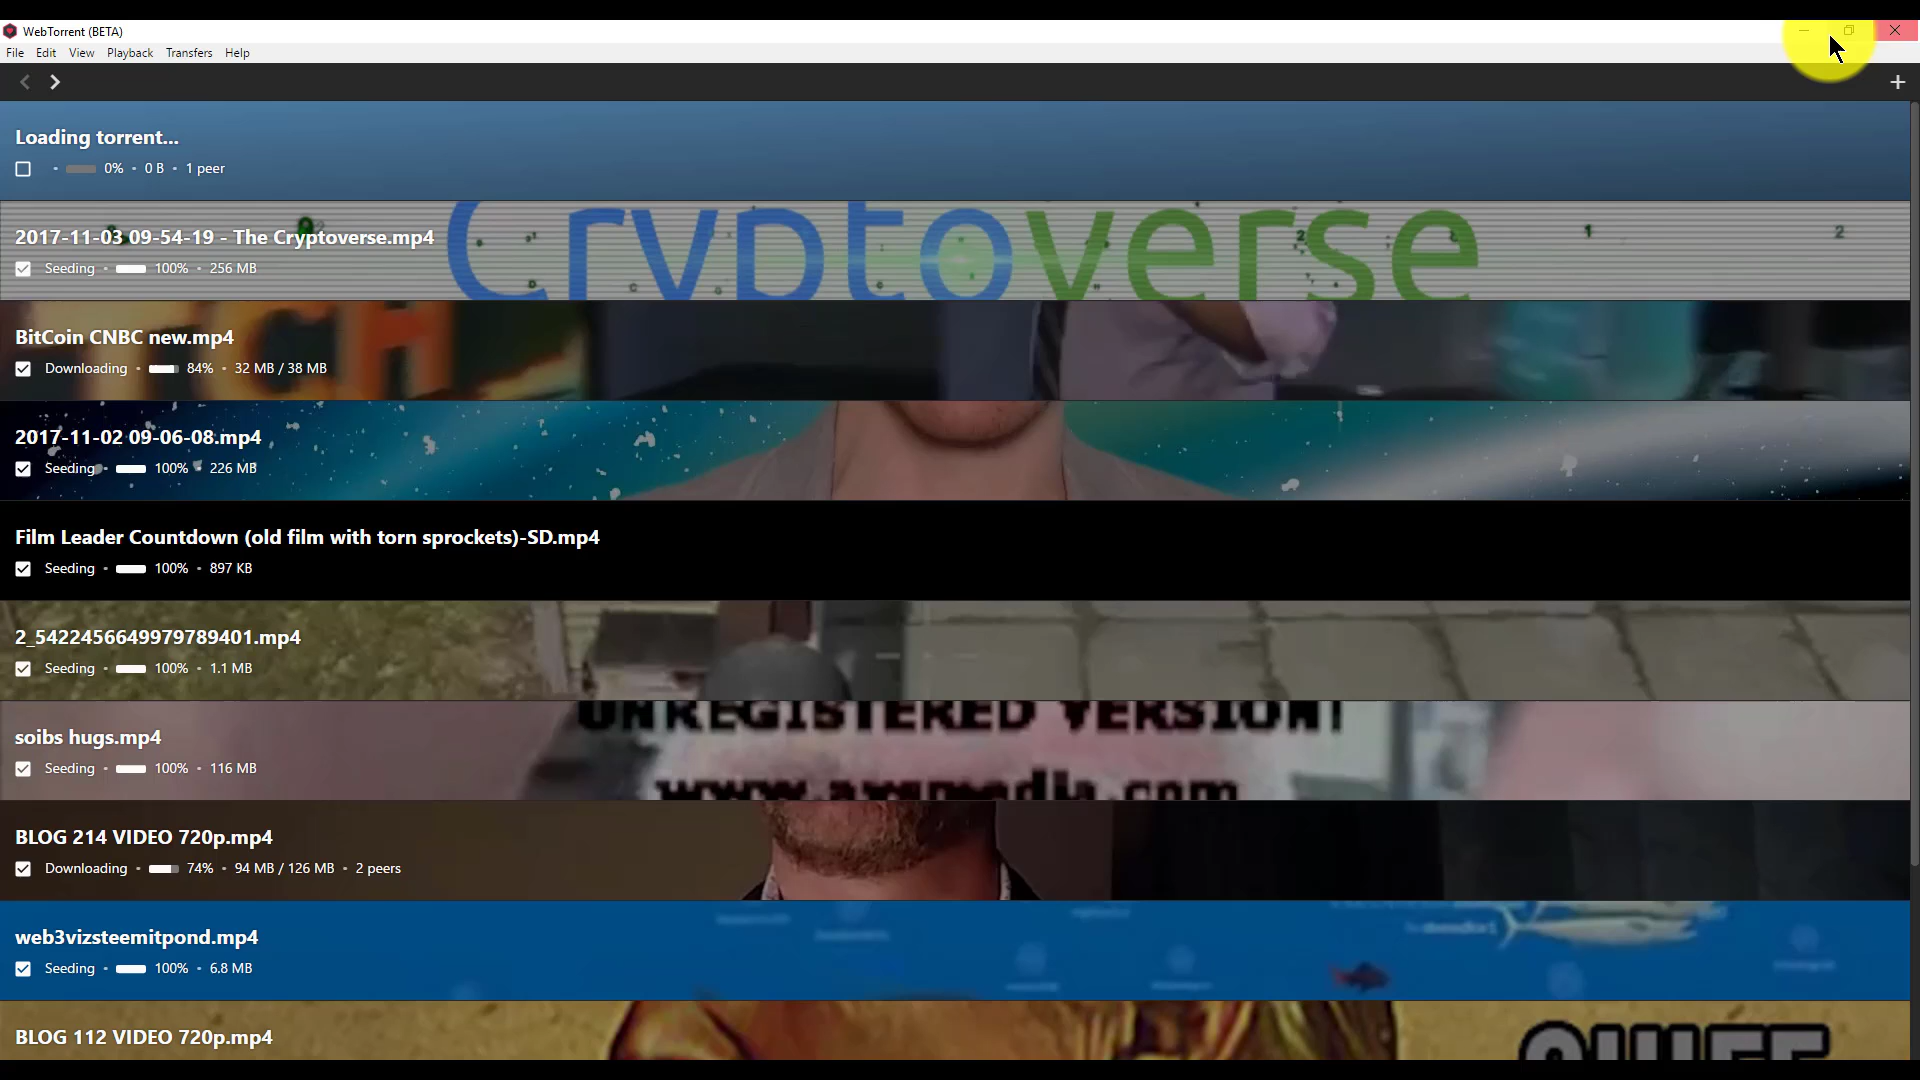 WebTorrent (BETA)
File Edit View Playback Transfers Help
Loading torrent...
• 0% • 0 B • 1 peer
Cryptoverse
2017-11-03 09-54-19 - The Cryptoverse.mp4
Seeding • 100% • 256 MB
BitCoin CNBC new.mp4
Downloading • 84% • 32 MB / 38 MB
2017-11-02 09-06-08.mp4
Seeding • 100% • 226 MB
Film Leader Countdown (old film with torn sprockets)-SD.mp4
Seeding • 100% • 897 KB
2_5422456649979789401.mp4
Seeding • 100% • 1.1 MB
UNREGISTERED VERSION!
soibs hugs.mp4
Seeding • 100% • 116 MB
BLOG 214 VIDEO 720p.mp4
Downloading • 74% • 94 MB / 126 MB • 2 peers
web3vizsteemitpond.mp4
Seeding • 100% • 6.8 MB
BLOG 112 VIDEO 720p.mp4